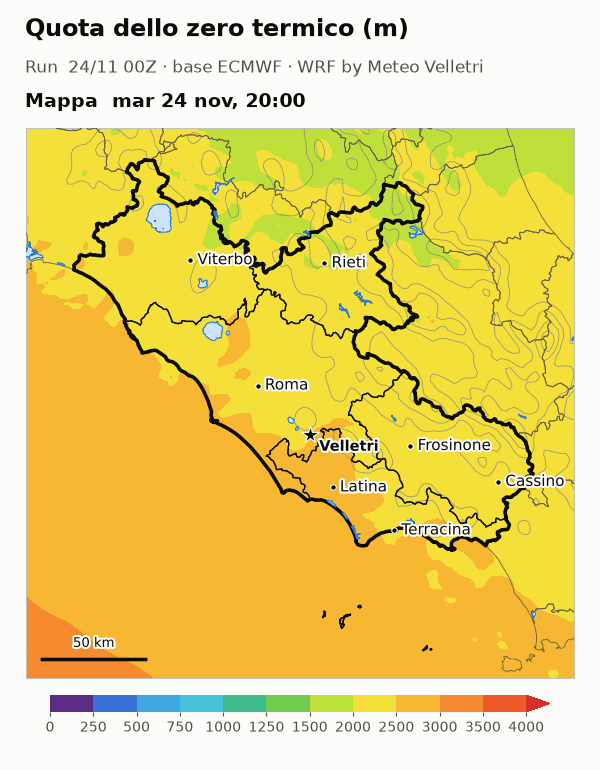 Quota dello zero termico (m)
Run 24/11 00Z · base ECMWF · WRF by Meteo Velletri
Mappa mar 24 nov, 20:00
Viterbo
Rieti
Roma
Velletri
Frosinone
Cassino
Latina
Terracina
50 km
0 250 500 750 1000 1250 1500 2000 2500 3000 3500 4000